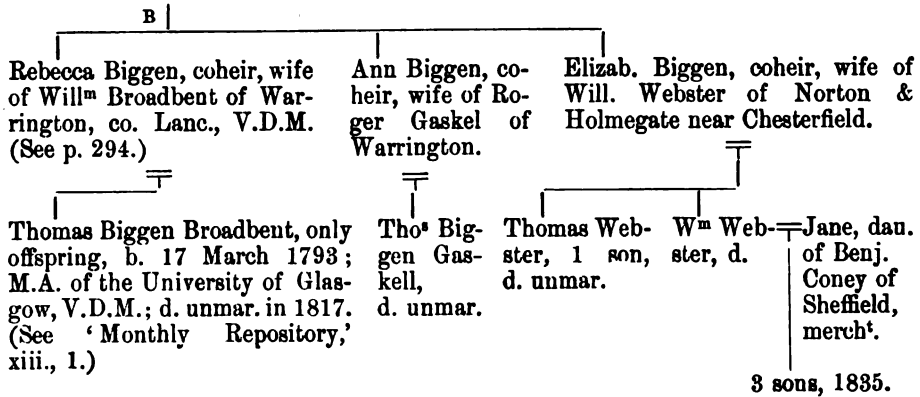 B
Rebecca Biggen, coheir, wife
of Willᵐ Broadbent of War-
rington, co. Lanc., V.D.M.
(See p. 294.)
Ann Biggen, co-
heir, wife of Ro-
ger Gaskel of
Warrington.
Elizab. Biggen, coheir, wife of
Will. Webster of Norton &
Holmegate near Chesterfield.
Thomas Biggen Broadbent, only
offspring, b. 17 March 1793;
M.A. of the University of Glas-
gow, V.D.M.; d. unmar. in 1817.
(See ‘Monthly Repository,’
xiii., 1.)
Thoˢ Big-
gen Gas-
kell,
d. unmar.
Thomas Web-
ster, 1 son,
d. unmar.
Wᵐ Web-
ster, d.
Jane, dau.
of Benj.
Coney of
Sheffield,
merchᵗ.
3 sons, 1835.